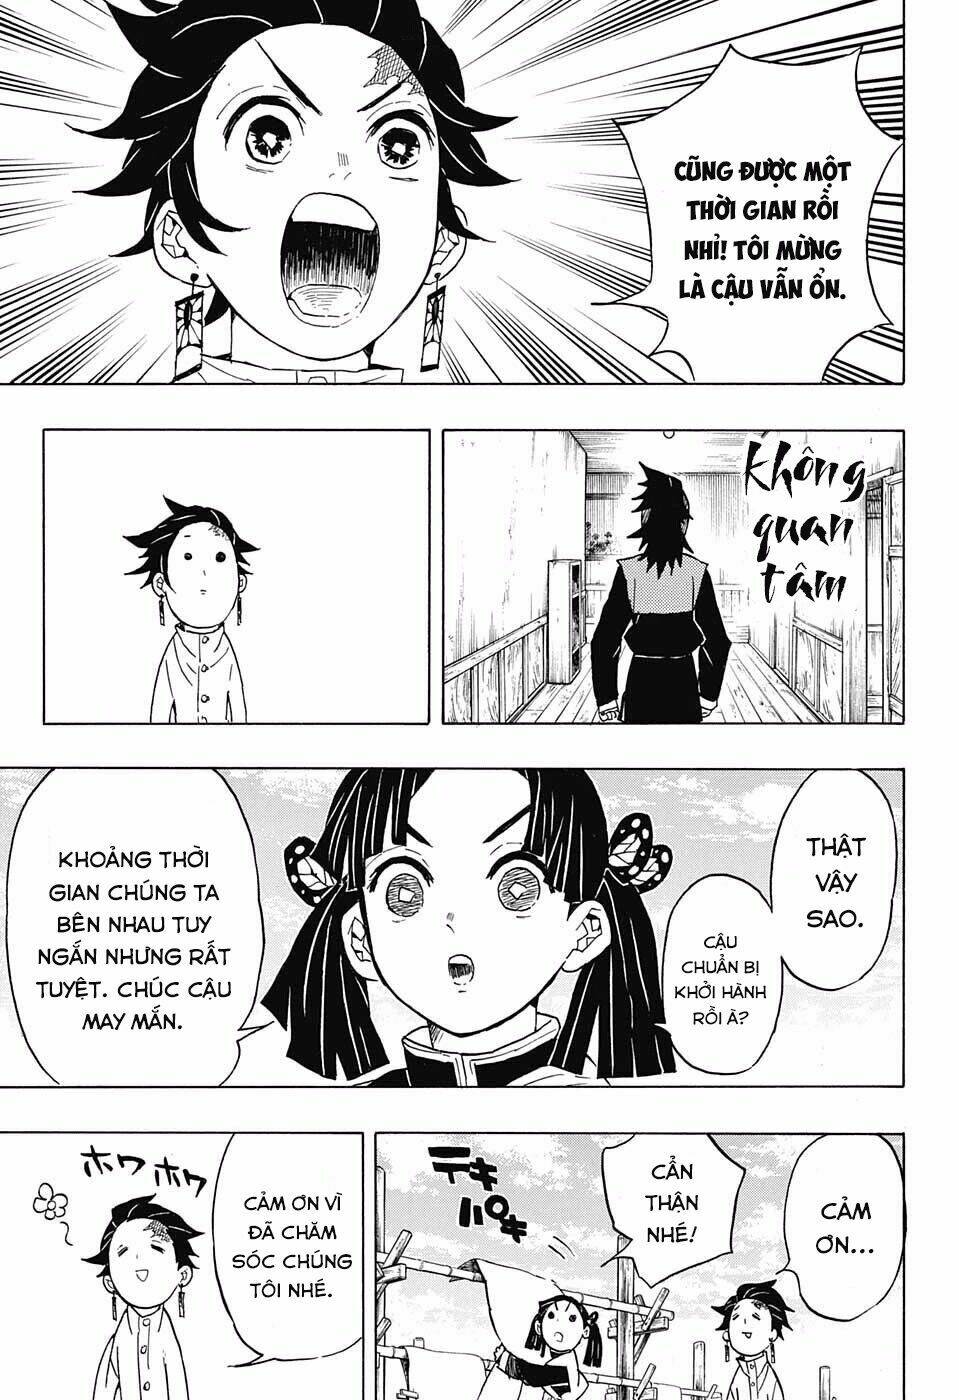 CŨNG ĐƯỢC MỘT
THỜI GIAN RỒI
NHỈ! TÔI MỪNG
LÀ CẬU VẪN ỔN.
không
quan
tâm
THẬT
VẬY
SAO.
CẬU
CHUẨN BỊ
KHỞI HÀNH
RỒI À?
KHOẢNG THỜI
GIAN CHÚNG TA
BÊN NHAU TUY
NGẮN NHƯNG RẤT
TUYỆT. CHÚC CẬU
MAY MẮN.
CẢM
ƠN...
CẨN
THẬN
NHÉ!
テキ
パキ
CẢM ƠN VÌ
ĐÃ CHĂM
SÓC CHÚNG
TÔI NHÉ.
ホワ
ホワ